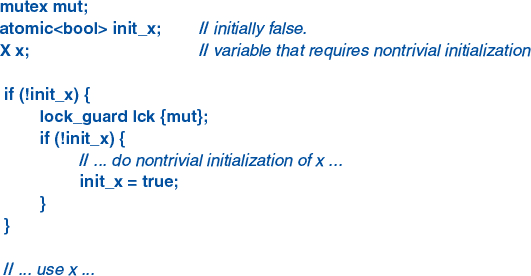 mutex mut;
atomic<bool> init_x; // initially false.
X x; // variable that requires nontrivial initialization
if (!init_x) {
lock_guard lck {mut};
if (!init_x) {
// ... do nontrivial initialization of x ...
init_x = true;
}
}
// ... use x ...